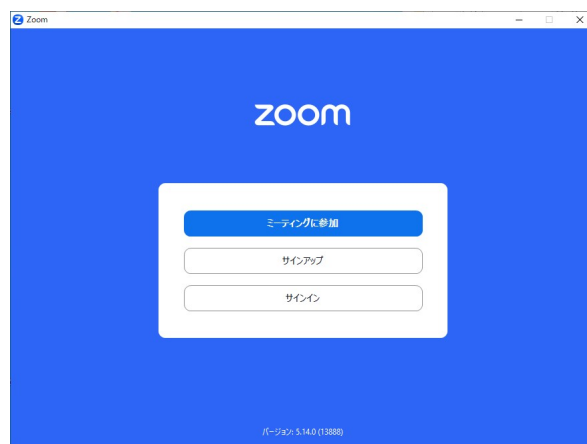 Zoom
zoom
ミーティングに参加
サインアップ
サインイン
バージョン: 5.14.0 (13888)